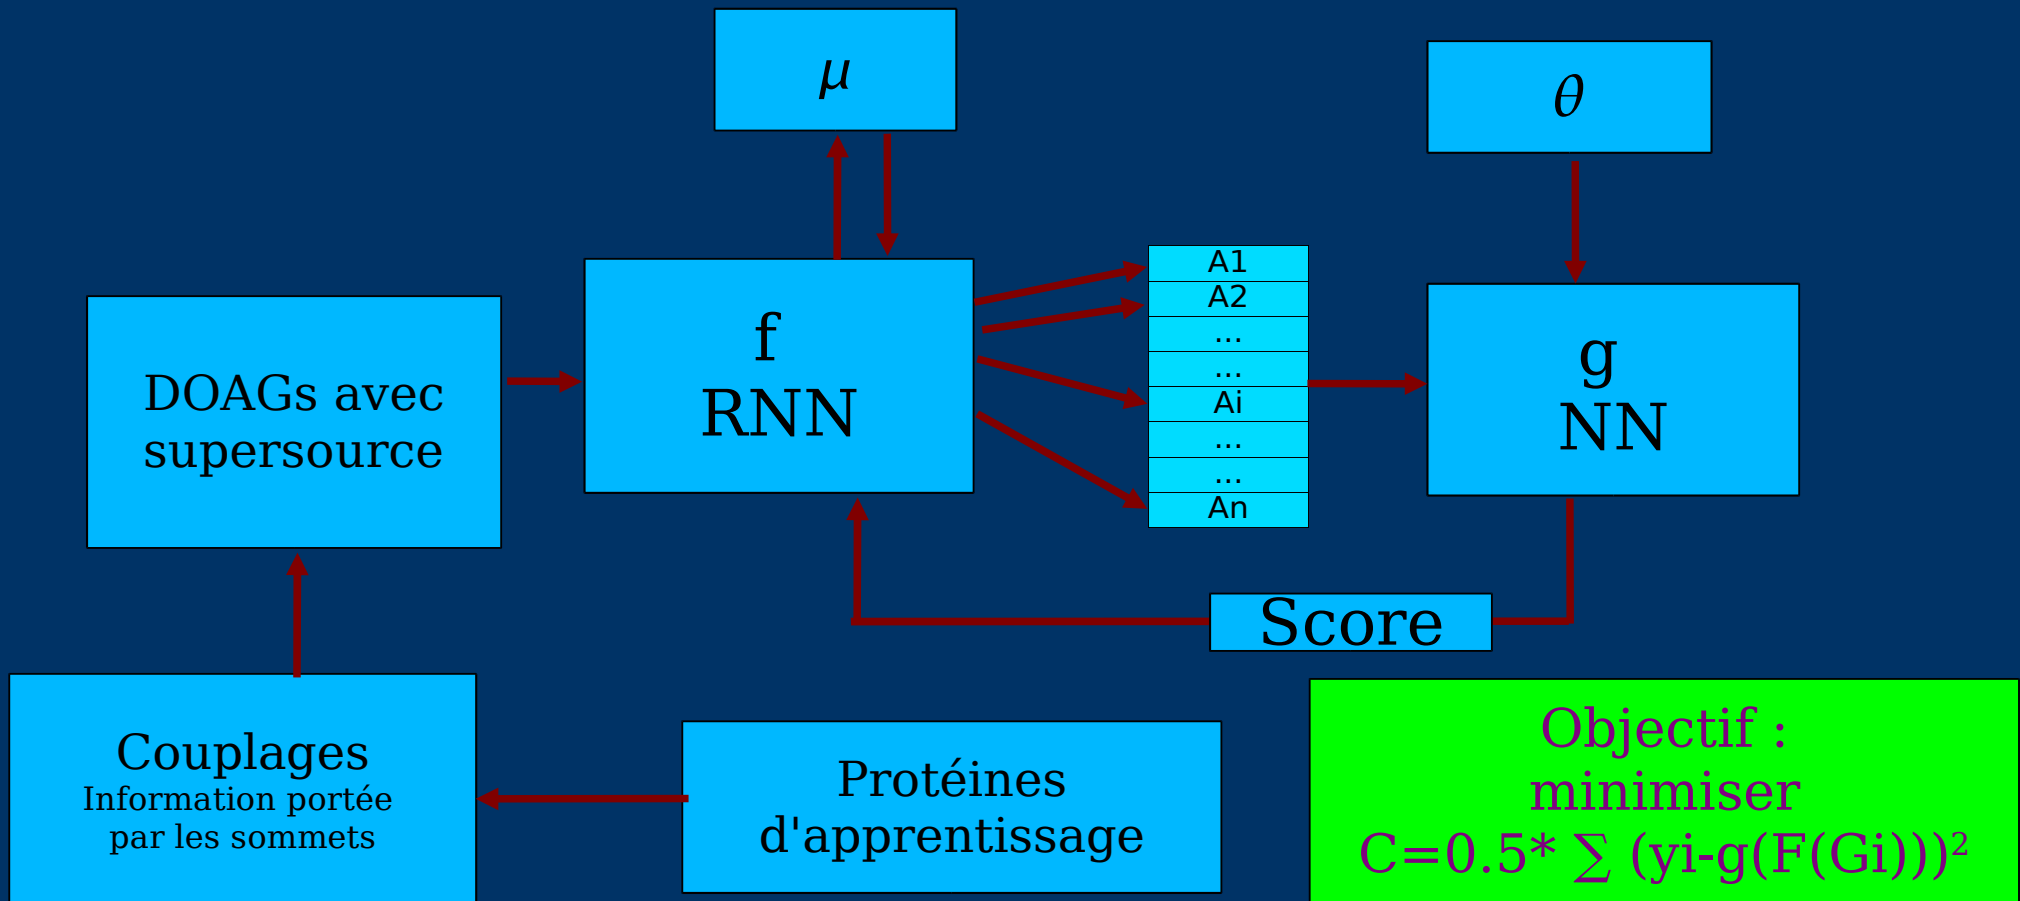 μ
θ
f
RNN
A1
A2
...
...
Ai
...
...
An
g
NN
DOAGs avec
supersource
Score
Couplages
Information portée
par les sommets
Protéines
d'apprentissage
Objectif :
minimiser
C=0.5* ∑ (yi-g(F(Gi)))²